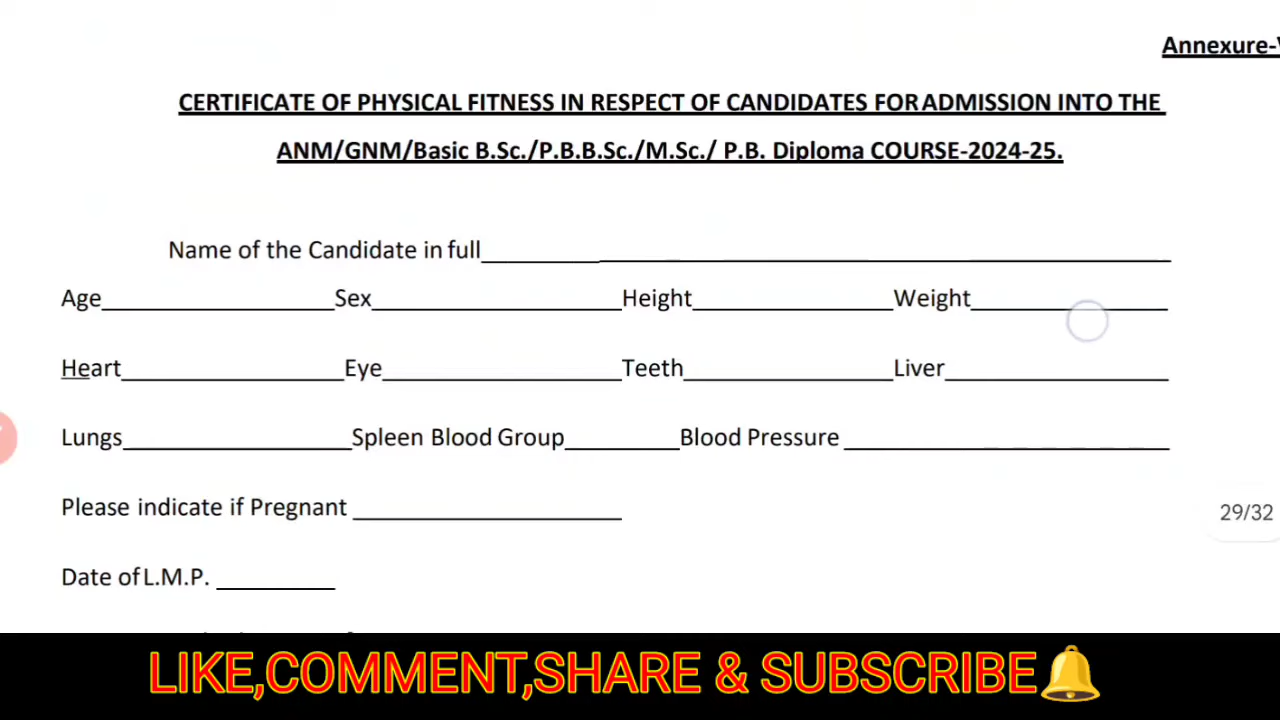 Annexure-V
CERTIFICATE OF PHYSICAL FITNESS IN RESPECT OF CANDIDATES FOR ADMISSION INTO THE
ANM/GNM/Basic B.Sc./P.B.B.Sc./M.Sc./ P.B. Diploma COURSE-2024-25.
Name of the Candidate in full
Age Sex Height Weight
Heart Eye Teeth Liver
Lungs Spleen Blood Group Blood Pressure
Please indicate if Pregnant
Date of L.M.P.
29/32
LIKE,COMMENT,SHARE & SUBSCRIBE🔔